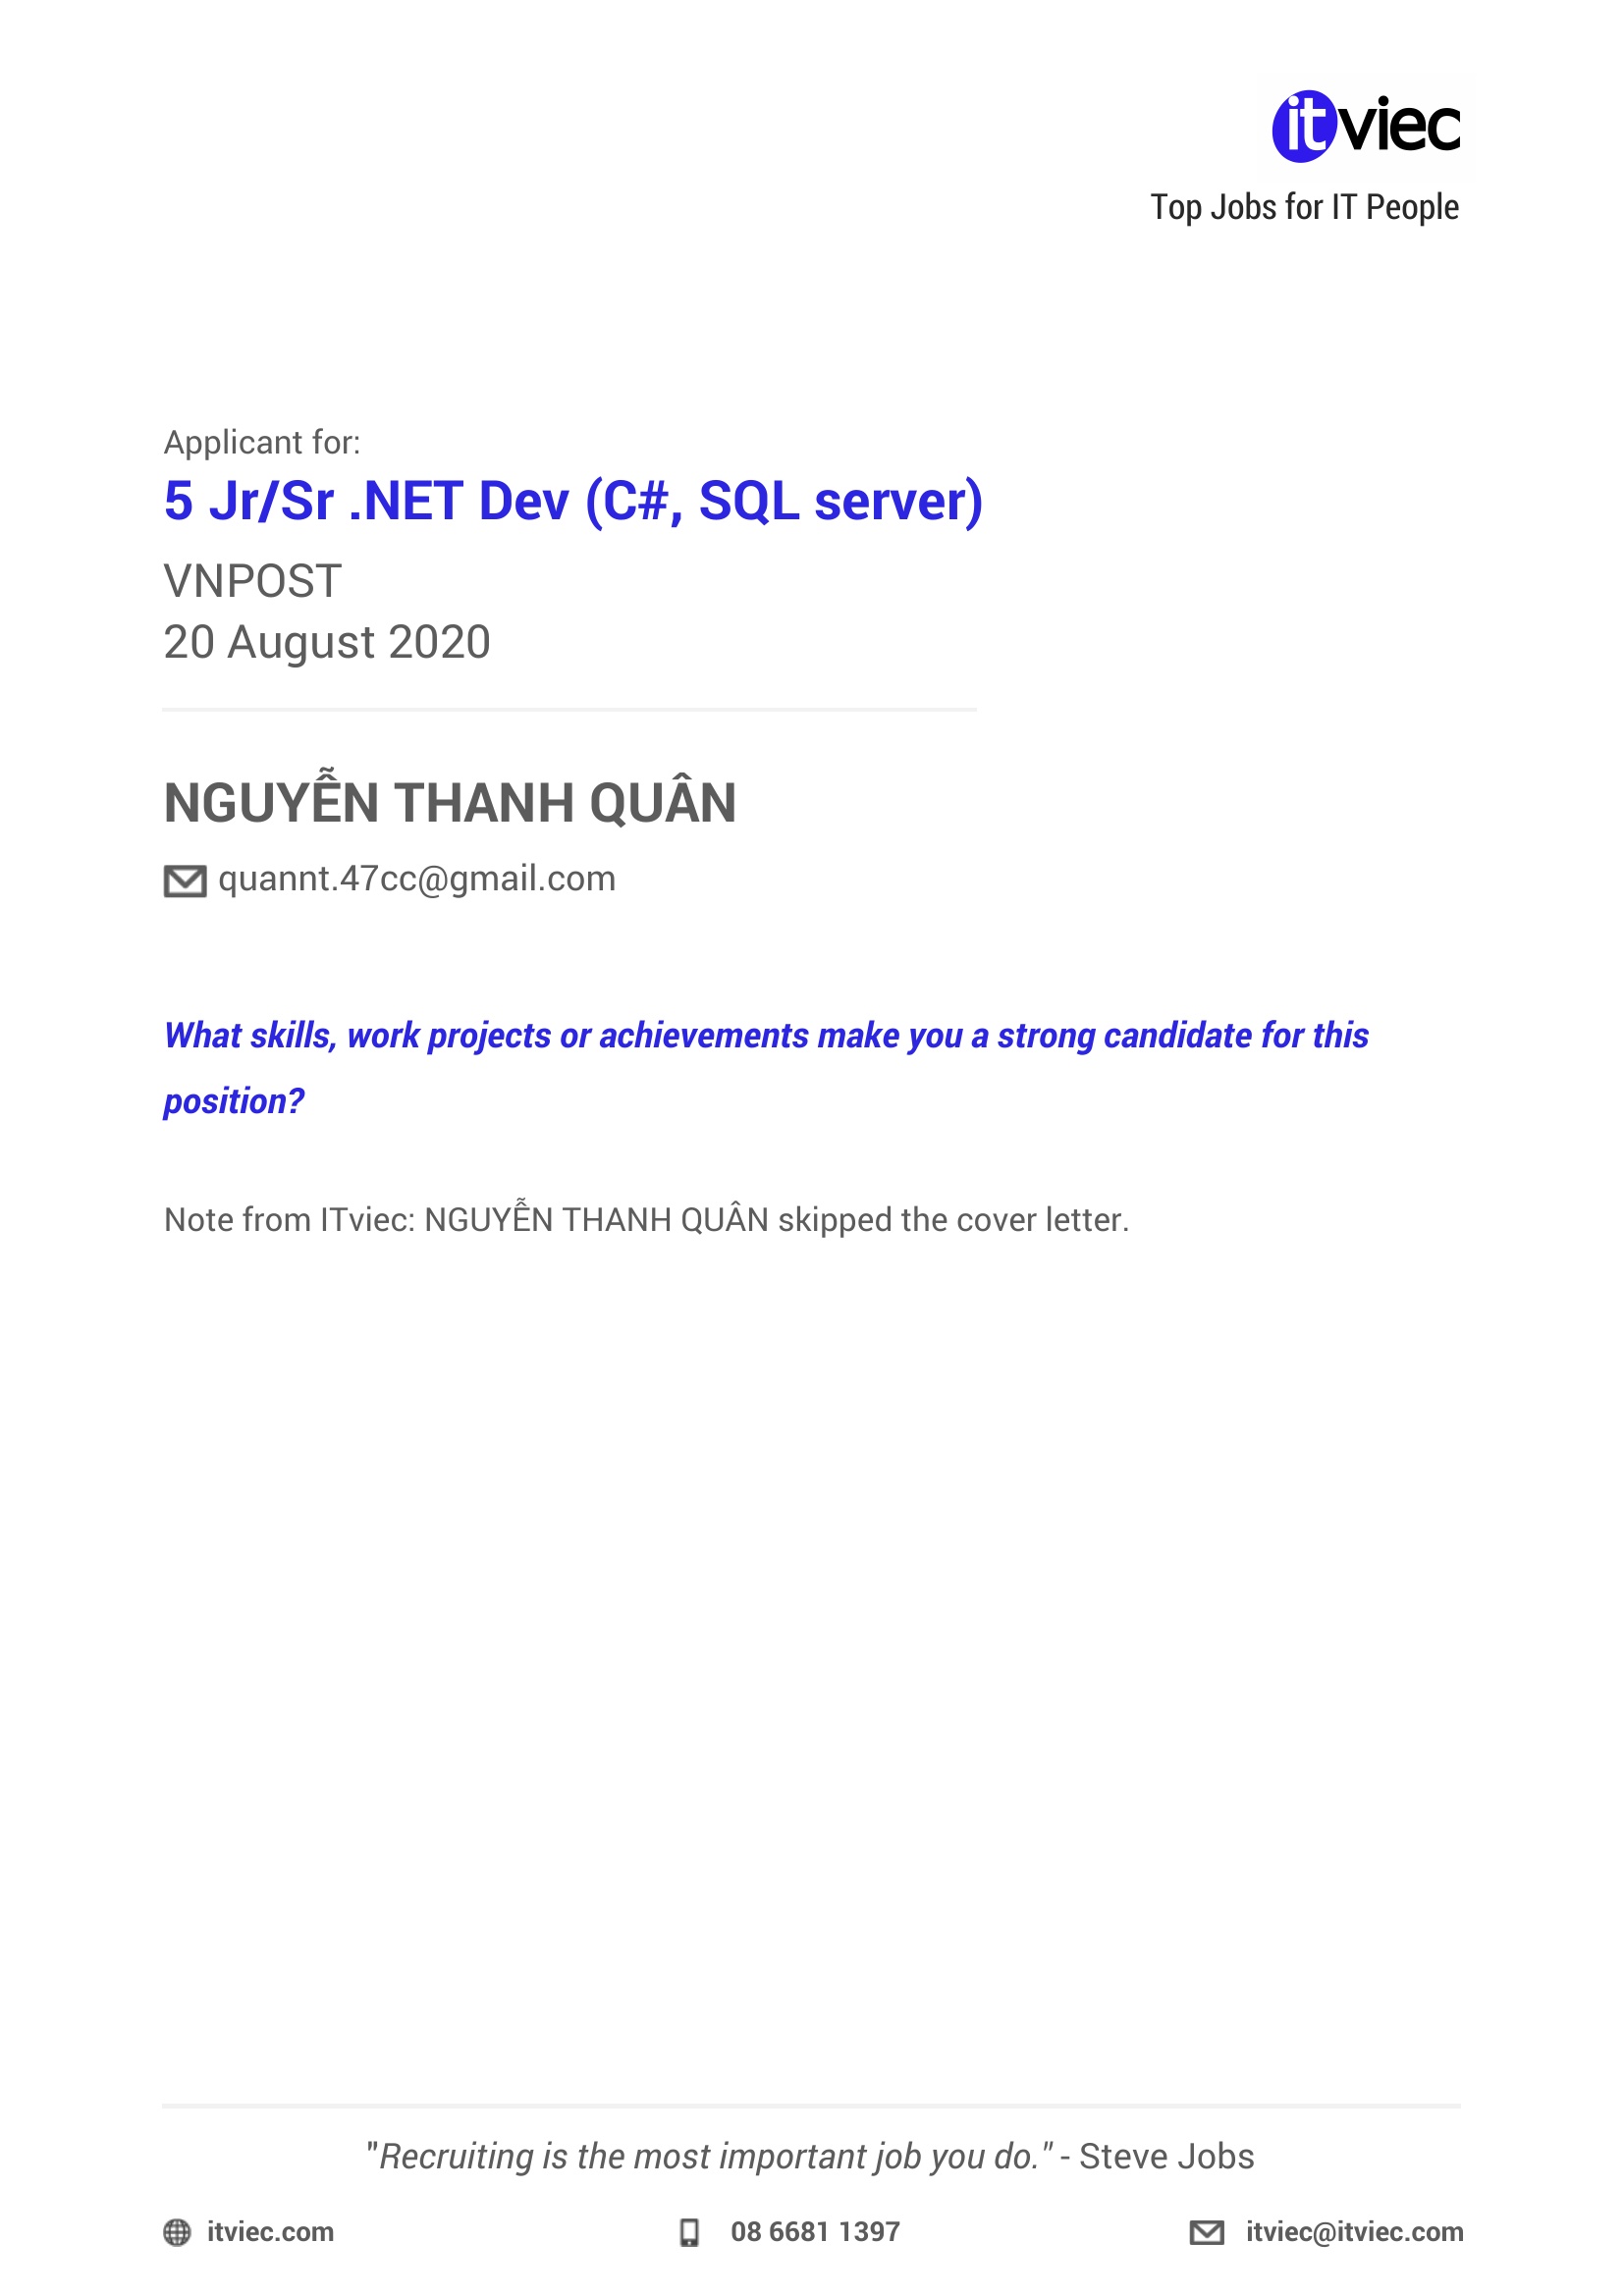 itviec
Top Jobs for IT People
Applicant for:
5 Jr/Sr .NET Dev (C#, SQL server)
VNPOST
20 August 2020
NGUYỄN THANH QUÂN
quannt.47cc@gmail.com
What skills, work projects or achievements make you a strong candidate for this
position?
Note from ITviec: NGUYỄN THANH QUÂN skipped the cover letter.
"Recruiting is the most important job you do." - Steve Jobs
itviec.com 08 6681 1397 itviec@itviec.com